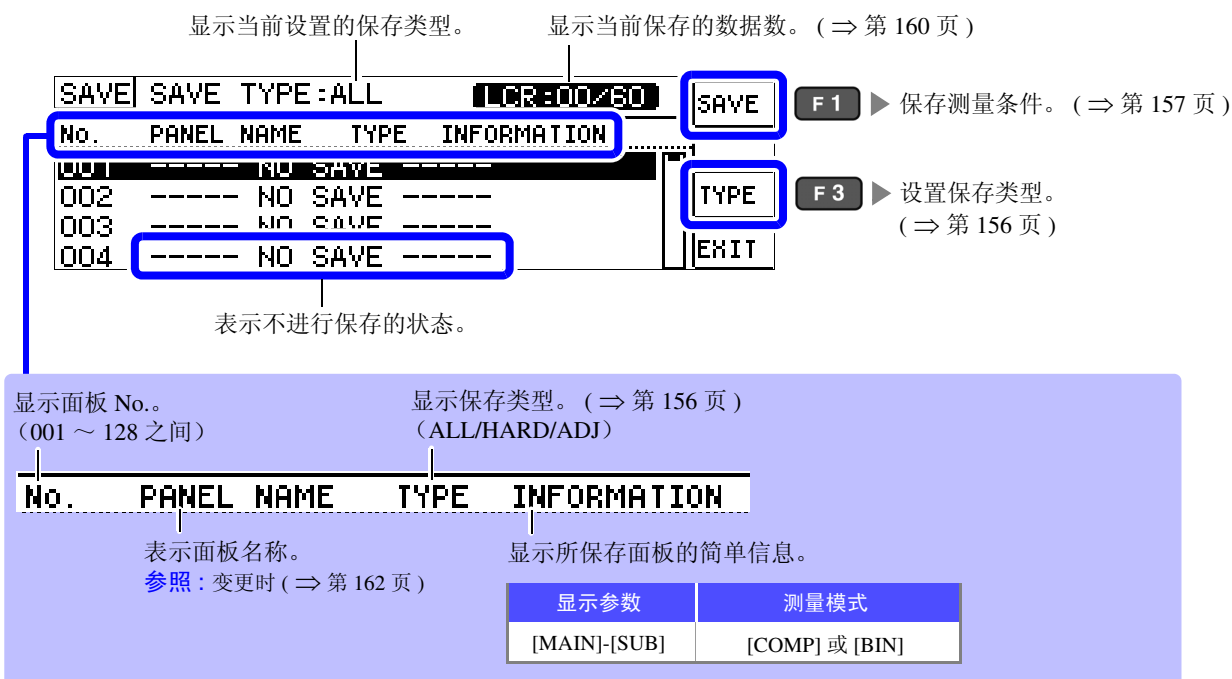 显示当前设置的保存类型。 显示当前保存的数据数。 ( ⇒ 第 160 页 )
SAVE SAVE TYPE:ALL LCR:00/60 SAVE F1 ▶ 保存测量条件。 ( ⇒ 第 157 页 )
No. PANEL NAME TYPE INFORMATION
001 ----- NO SAVE -----
002 ----- NO SAVE ----- TYPE F3 ▶ 设置保存类型。
003 ----- NO SAVE ----- ( ⇒ 第 156 页 )
004 ----- NO SAVE ----- EXIT
表示不进行保存的状态。
显示面板 No.。 显示保存类型。 ( ⇒ 第 156 页 )
（001 ～ 128 之间） （ALL/HARD/ADJ）
No. PANEL NAME TYPE INFORMATION
表示面板名称。 显示所保存面板的简单信息。
参照 : 变更时 ( ⇒ 第 162 页 )
显示参数 测量模式
[MAIN]-[SUB] [COMP] 或 [BIN]